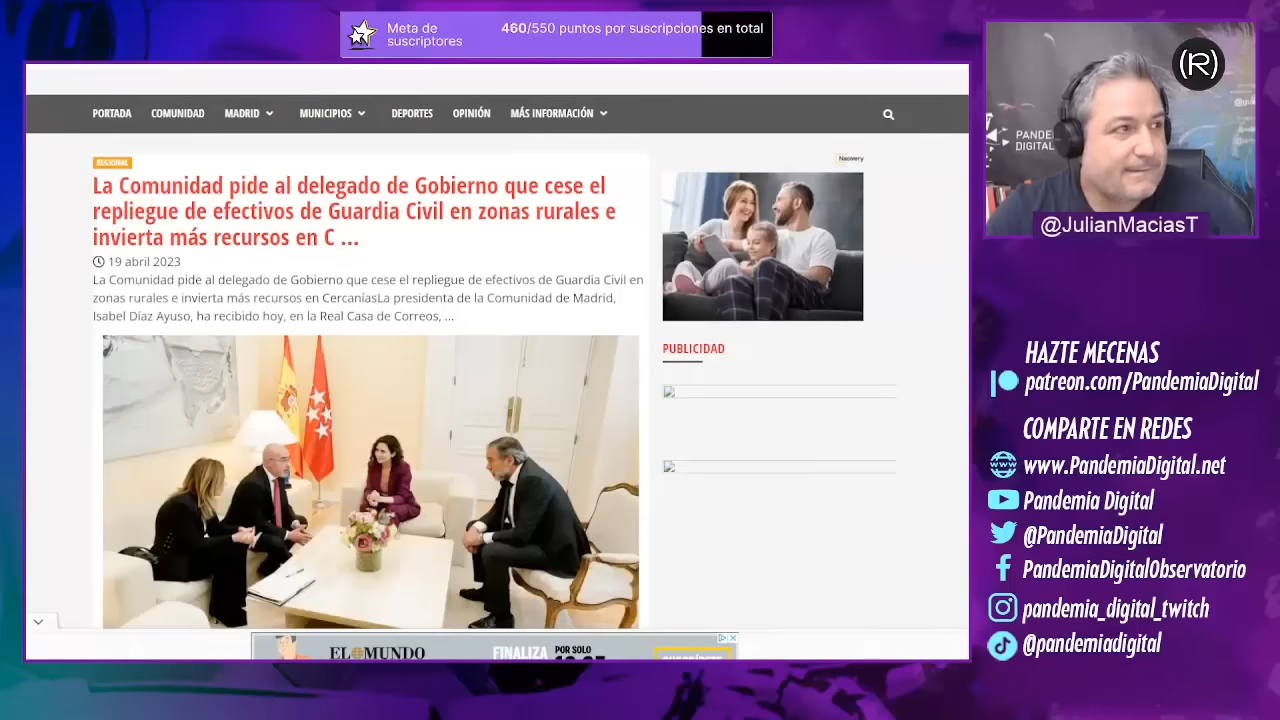 Meta de
suscriptores
460/550 puntos por suscripciones en total
PORTADA COMUNIDAD MADRID MUNICIPIOS DEPORTES OPINIÓN MÁS INFORMACIÓN
REGIONAL
La Comunidad pide al delegado de Gobierno que cese el
repliegue de efectivos de Guardia Civil en zonas rurales e
invierta más recursos en C ...
19 abril 2023
La Comunidad pide al delegado de Gobierno que cese el repliegue de efectivos de Guardia Civil en
zonas rurales e invierta más recursos en CercaníasLa presidenta de la Comunidad de Madrid,
Isabel Díaz Ayuso, ha recibido hoy, en la Real Casa de Correos, ...
PUBLICIDAD
EL MUNDO
FINALIZA
POR SOLO
(R)
PANDEM
DIGITAL
@JulianMaciasT
HAZTE MECENAS
patreon.com/PandemiaDigital
COMPARTE EN REDES
www.PandemiaDigital.net
Pandemia Digital
@PandemiaDigital
PandemiaDigitalObservatorio
pandemia_digital_twitch
@pandemiadigital